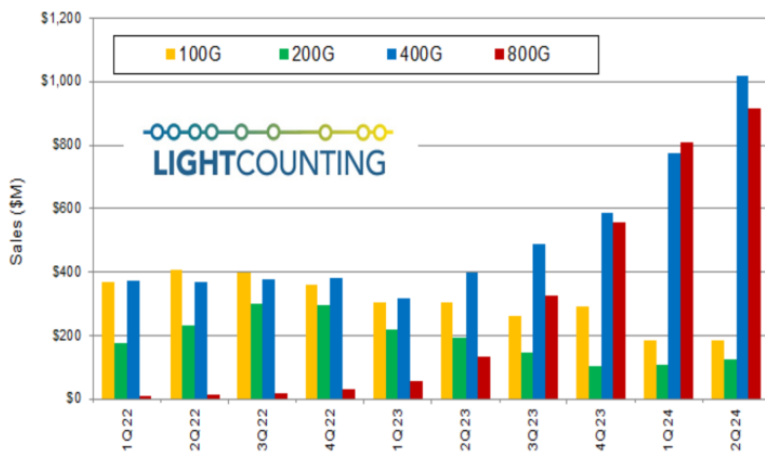 $1,200
100G 200G 400G 800G
$1,000
LIGHTCOUNTING
$800
Sales ($M)
$600
$400
$200
$0
1Q22 2Q22 3Q22 4Q22 1Q23 2Q23 3Q23 4Q23 1Q24 2Q24